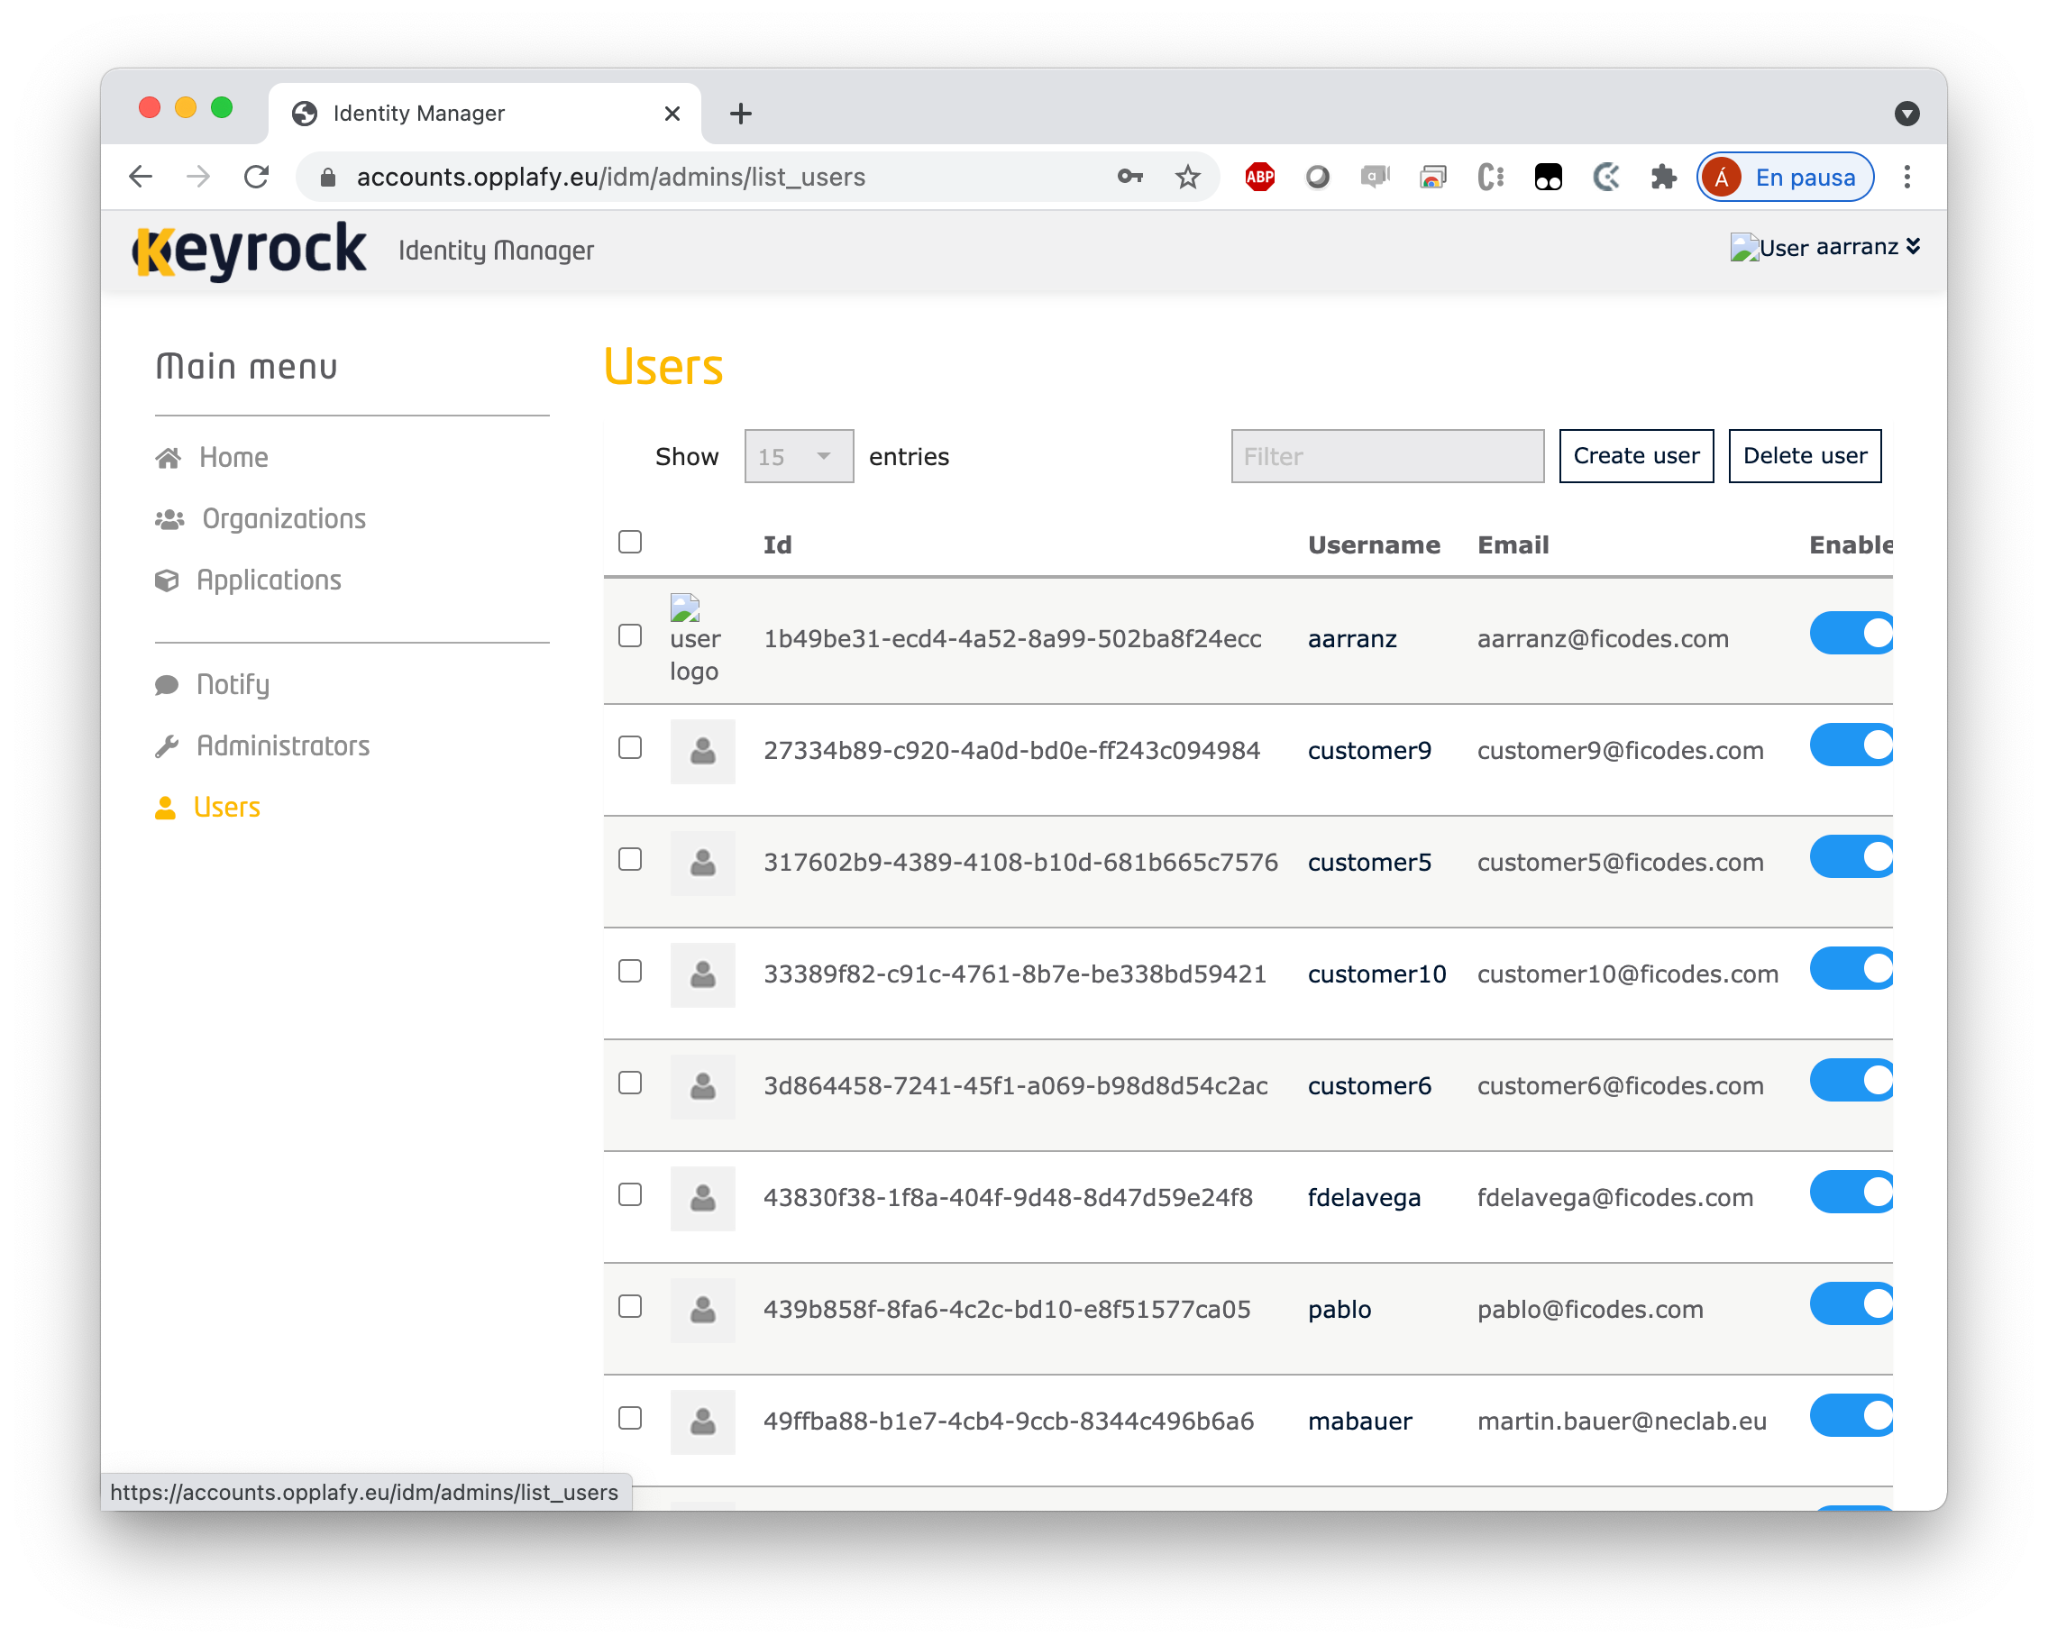 Identity Manager
accounts.opplafy.eu/idm/admins/list_users
ABP
a
Á En pausa
Keyrock Identity Manager
User aarranz
Main menu
Home
Organizations
Applications
Notify
Administrators
Users
Users
Show 15 entries
Filter
Create user
Delete user
Id Username Email Enable
user logo 1b49be31-ecd4-4a52-8a99-502ba8f24ecc aarranz aarranz@ficodes.com
27334b89-c920-4a0d-bd0e-ff243c094984 customer9 customer9@ficodes.com
317602b9-4389-4108-b10d-681b665c7576 customer5 customer5@ficodes.com
33389f82-c91c-4761-8b7e-be338bd59421 customer10 customer10@ficodes.com
3d864458-7241-45f1-a069-b98d8d54c2ac customer6 customer6@ficodes.com
43830f38-1f8a-404f-9d48-8d47d59e24f8 fdelavega fdelavega@ficodes.com
439b858f-8fa6-4c2c-bd10-e8f51577ca05 pablo pablo@ficodes.com
49ffba88-b1e7-4cb4-9ccb-8344c496b6a6 mabauer martin.bauer@neclab.eu
https://accounts.opplafy.eu/idm/admins/list_users